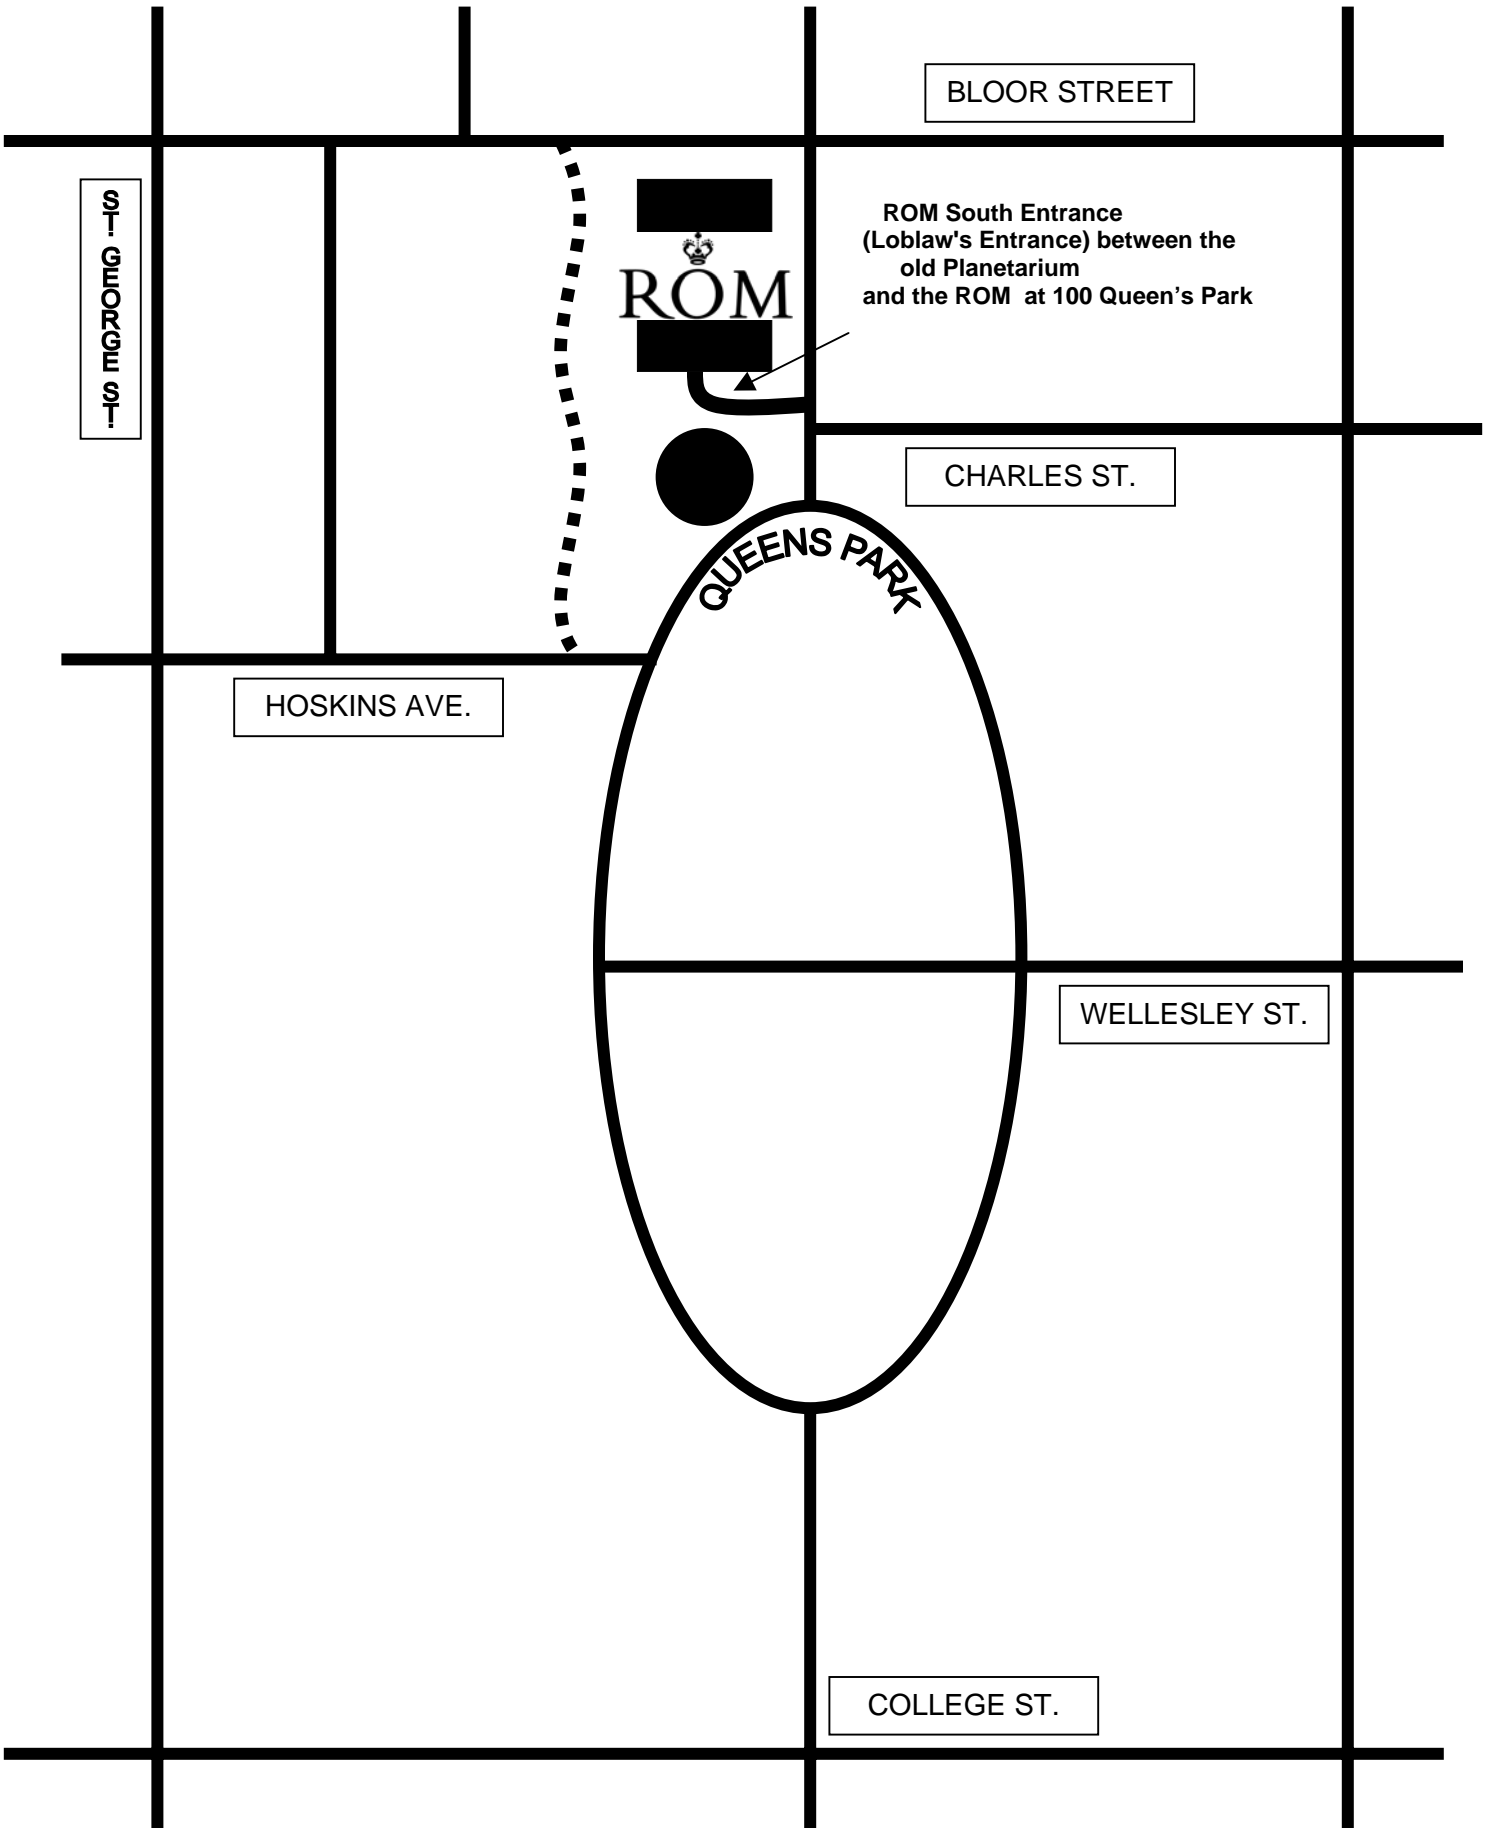 BLOOR STREET
ST. GEORGE ST.
ROM South Entrance
(Loblaw's Entrance) between the
old Planetarium
and the ROM at 100 Queen’s Park
ROM
CHARLES ST.
QUEENS PARK
HOSKINS AVE.
WELLESLEY ST.
COLLEGE ST.